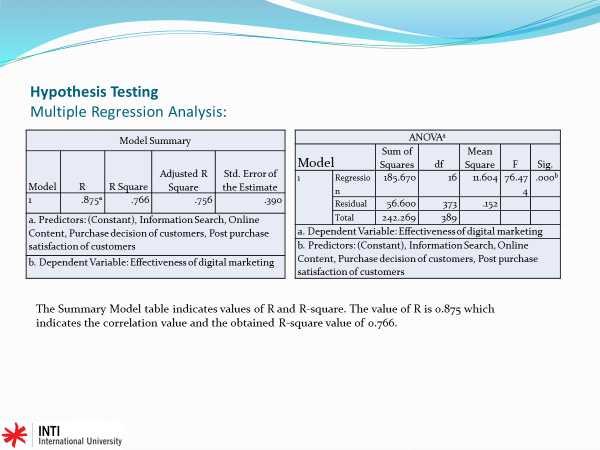 Hypothesis Testing
Multiple Regression Analysis:
Model Summary
Model R R Square Adjusted R Square Std. Error of the Estimate
1 .875a .766 .756 .390
a. Predictors: (Constant), Information Search, Online
Content, Purchase decision of customers, Post purchase
satisfaction of customers
b. Dependent Variable: Effectiveness of digital marketing
ANOVAa
Model Sum of Squares df Mean Square F Sig.
1 Regression 185.670 16 11.604 76.474 .000b
Residual 56.600 373 .152
Total 242.269 389
a. Dependent Variable: Effectiveness of digital marketing
b. Predictors: (Constant), Information Search, Online
Content, Purchase decision of customers, Post purchase
satisfaction of customers
The Summary Model table indicates values of R and R-square. The value of R is 0.875 which
indicates the correlation value and the obtained R-square value of 0.766.
INTI
International University